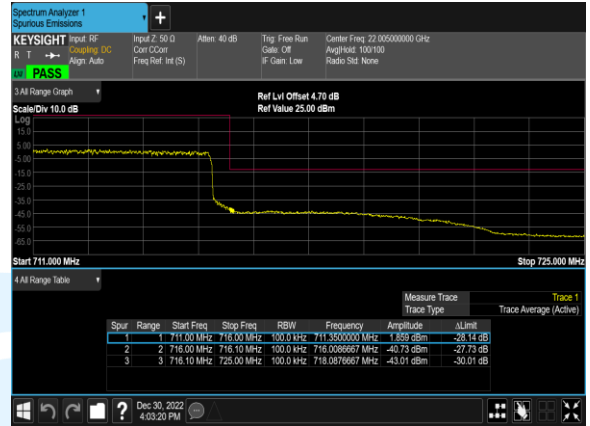 Spectrum Analyzer 1
Spurious Emissions
+
KEYSIGHT Input: RF Input Z: 50 Ω Atten: 40 dB Trig: Free Run Center Freq: 22.005000000 GHz
R T Coupling: DC Corr CCorr Gate: Off Avg|Hold: 100/100
Align: Auto Freq Ref: Int (S) IF Gain: Low Radio Std: None
PASS
3 All Range Graph
Ref Lvl Offset 4.70 dB
Scale/Div 10.0 dB Ref Value 25.00 dBm
Log
15.0
5.00
-5.00
-15.0
-25.0
-35.0
-45.0
-55.0
-65.0
Start 711.000 MHz Stop 725.000 MHz
4 All Range Table
Measure Trace Trace 1
Trace Type Trace Average (Active)
Spur Range Start Freq Stop Freq RBW Frequency Amplitude ΔLimit
1 1 711.00 MHz 716.00 MHz 100.0 kHz 711.3500000 MHz 1.859 dBm -28.14 dB
2 2 716.00 MHz 716.10 MHz 100.0 kHz 716.0086667 MHz -40.73 dBm -27.73 dB
3 3 716.10 MHz 725.00 MHz 100.0 kHz 718.0876667 MHz -43.01 dBm -30.01 dB
? Dec 30, 2022
4:03:20 PM